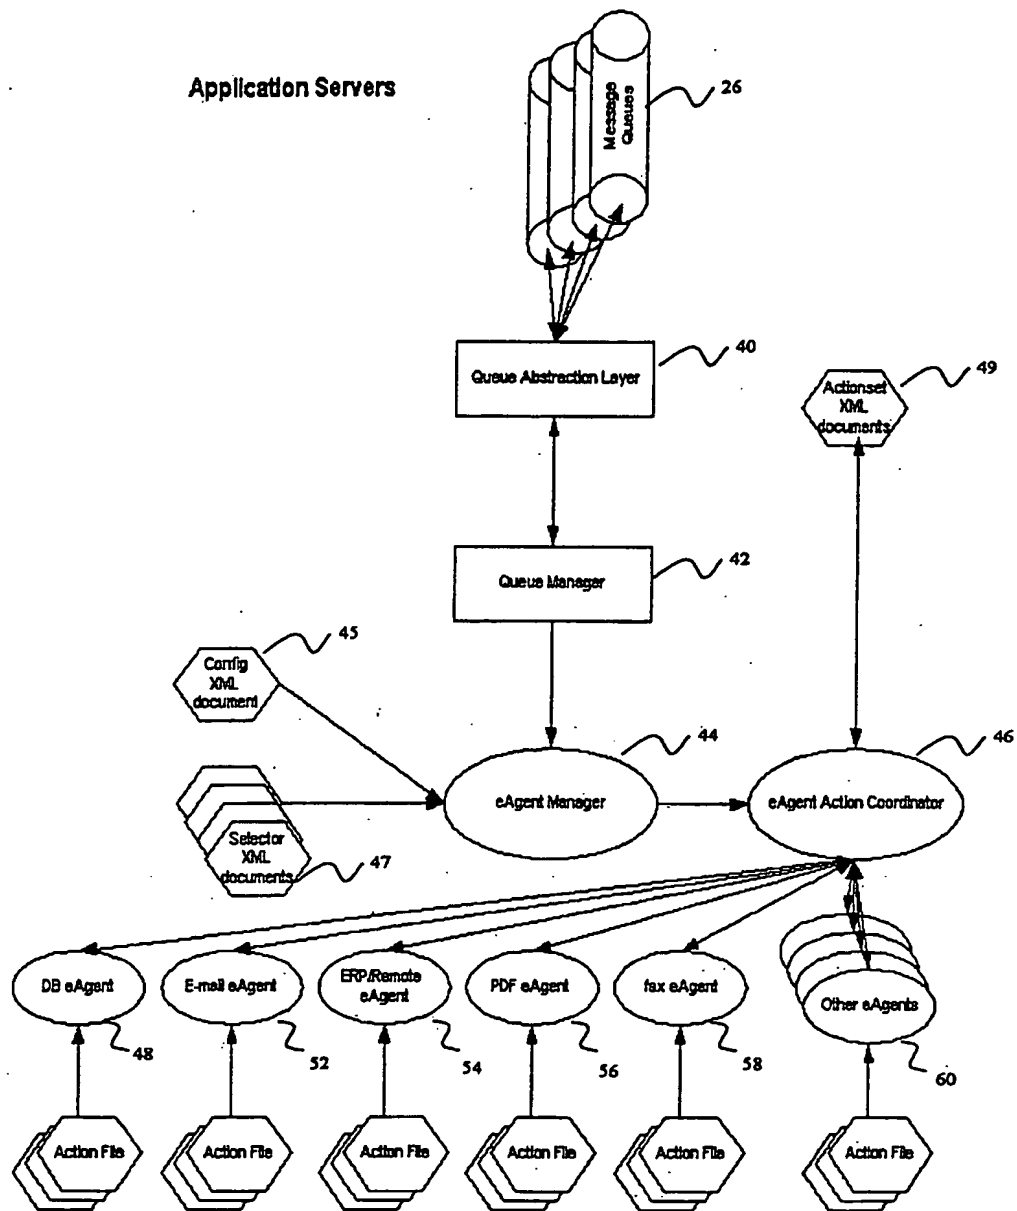 Application Servers
26
Message
Queues
40
Queue Abstraction Layer
49
Actionset
XML
documents
42
Queue Manager
45
Config
XML
document
44
46
eAgent Manager
eAgent Action Coordinator
Selector
XML
documents
47
DB eAgent
E-mail eAgent
ERP/Remote
eAgent
PDF eAgent
fax eAgent
Other eAgents
48
52
54
56
58
60
Action File
Action File
Action File
Action File
Action File
Action File